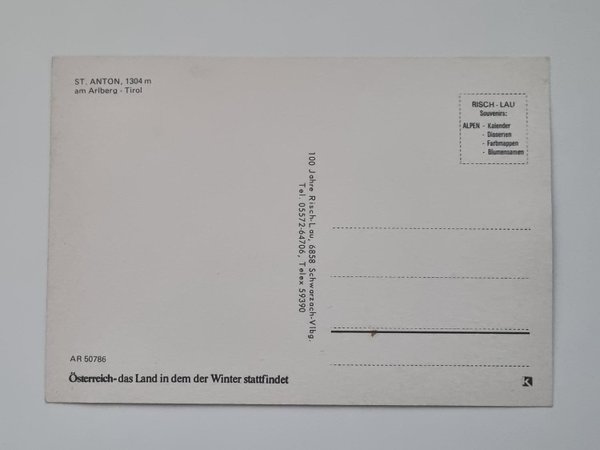 ST. ANTON, 1304 m
am Arlberg - Tirol
RISCH - LAU
Souvenirs:
ALPEN - Kalender
- Diaserien
- Farbmappen
- Blumensamen
100 Jahre Risch-Lau, 6858 Schwarzach-Vlbg.
Tel. 05572-64706, Telex 59390
AR 50786
Österreich-das Land in dem der Winter stattfindet
K